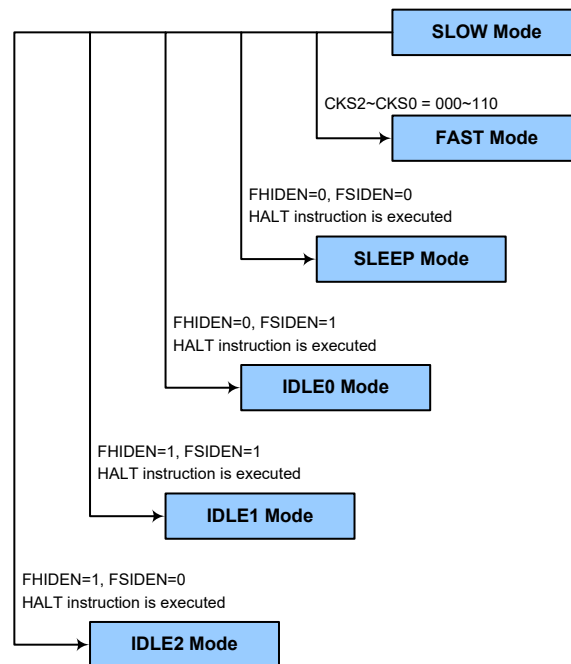 SLOW Mode
CKS2~CKS0 = 000~110
FAST Mode
FHIDEN=0, FSIDEN=0
HALT instruction is executed
SLEEP Mode
FHIDEN=0, FSIDEN=1
HALT instruction is executed
IDLE0 Mode
FHIDEN=1, FSIDEN=1
HALT instruction is executed
IDLE1 Mode
FHIDEN=1, FSIDEN=0
HALT instruction is executed
IDLE2 Mode